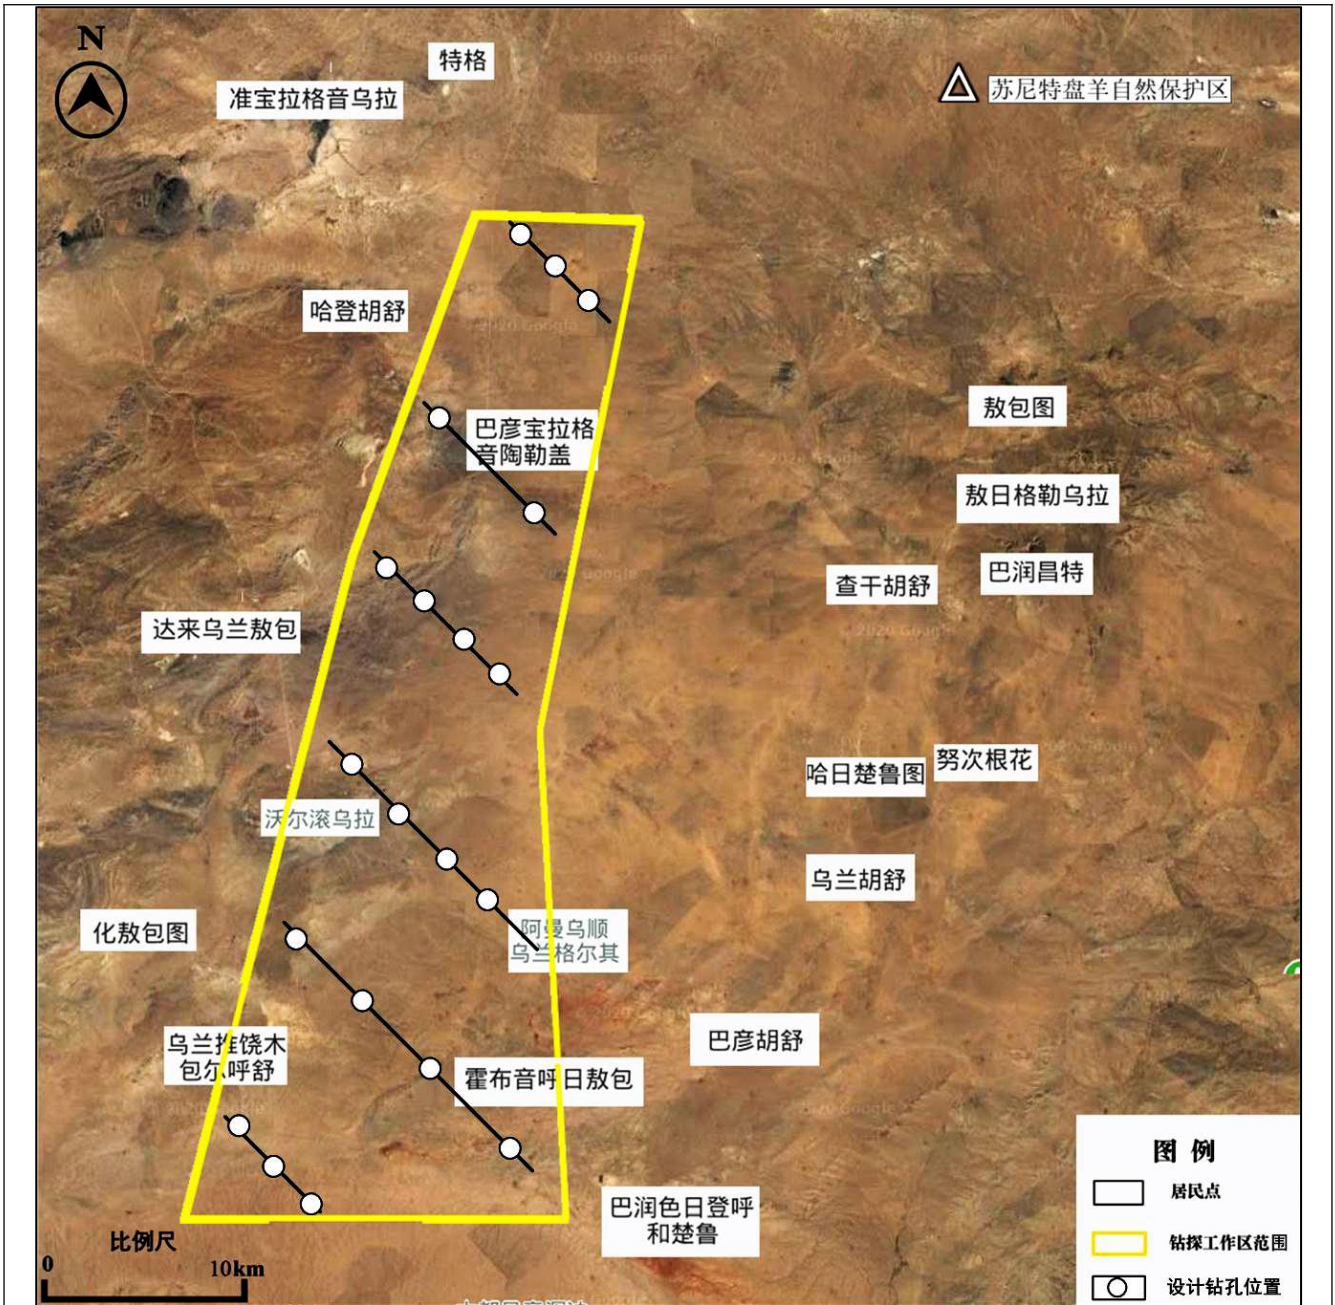 N
特格
准宝拉格音乌拉
苏尼特盘羊自然保护区
哈登胡舒
© 2020 Google
巴彦宝拉格
音陶勒盖
敖包图
敖日格勒乌拉
巴润昌特
查干胡舒
© 2020 Google
达来乌兰敖包
努次根花
哈日楚鲁图
沃尔滚乌拉
乌兰胡舒
阿曼乌顺
乌兰格尔其
化敖包图
巴彦胡舒
乌兰推饶木
包尔呼舒
霍布音呼日敖包
巴润色日登呼
和楚鲁
图 例
居民点
钻探工作区范围
设计钻孔位置
比例尺
0 10km